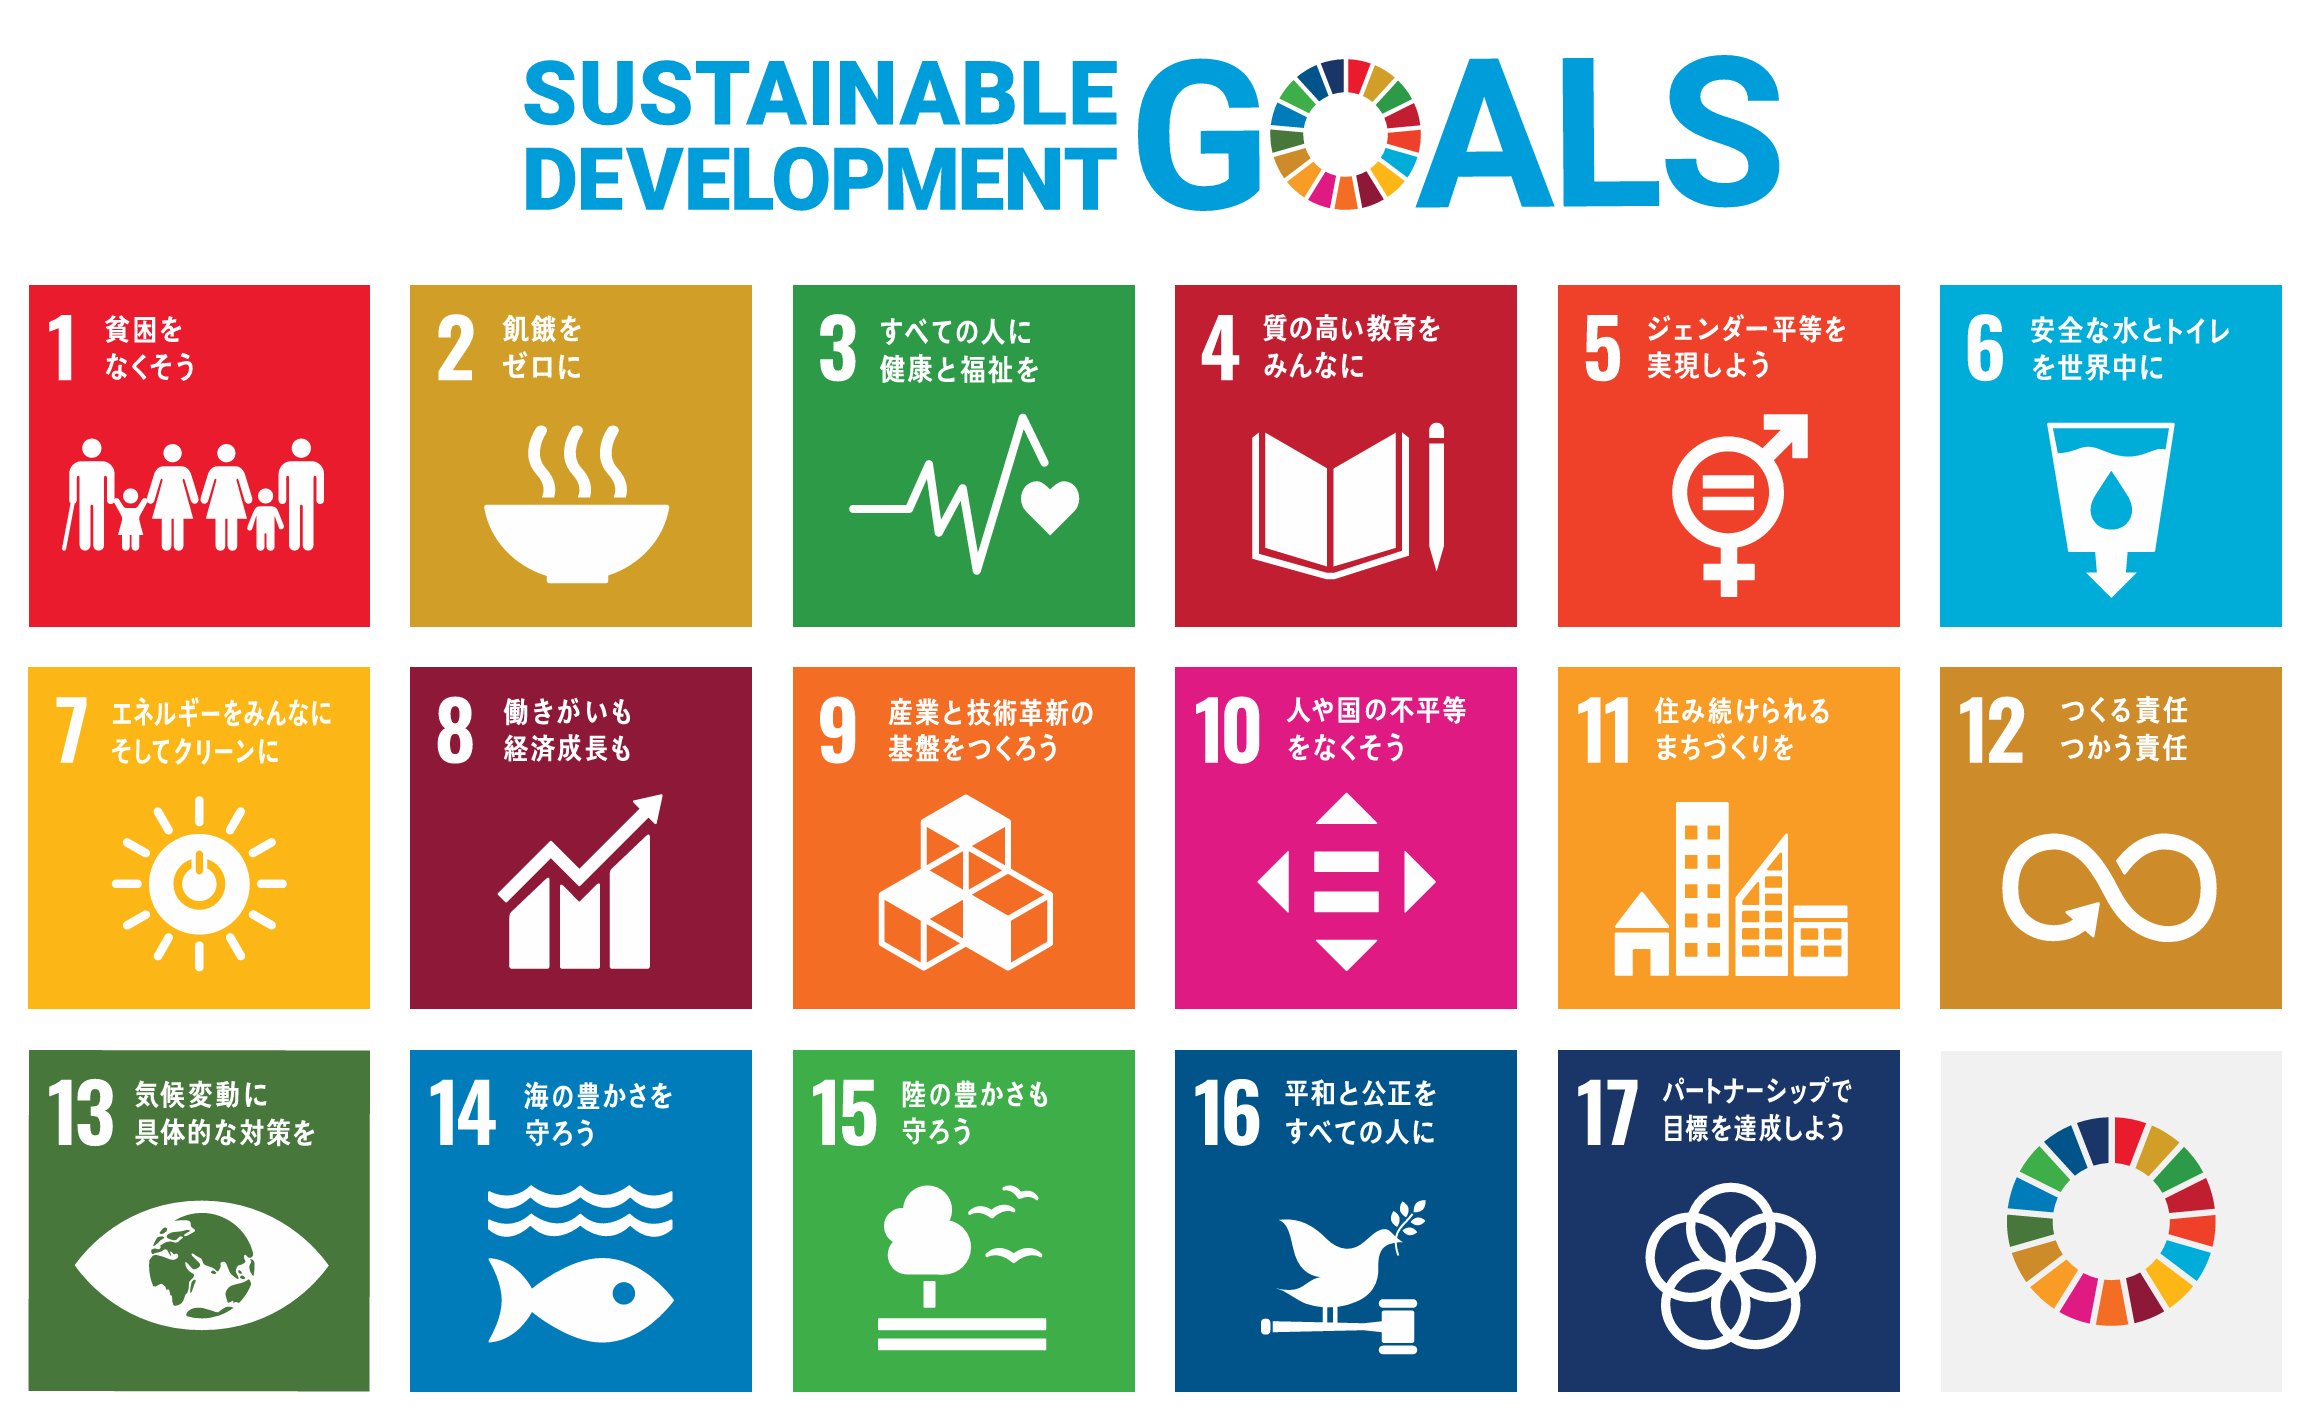 SUSTAINABLE
DEVELOPMENT
GOALS
1
貧困を
なくそう
2
飢餓を
ゼロに
3
すべての人に
健康と福祉を
4
質の高い教育を
みんなに
5
ジェンダー平等を
実現しよう
6
安全な水とトイレ
を世界中に
7
エネルギーをみんなに
そしてクリーンに
8
働きがいも
経済成長も
9
産業と技術革新の
基盤をつくろう
10
人や国の不平等
をなくそう
11
住み続けられる
まちづくりを
12
つくる責任
つかう責任
13
気候変動に
具体的な対策を
14
海の豊かさを
守ろう
15
陸の豊かさも
守ろう
16
平和と公正を
すべての人に
17
パートナーシップで
目標を達成しよう